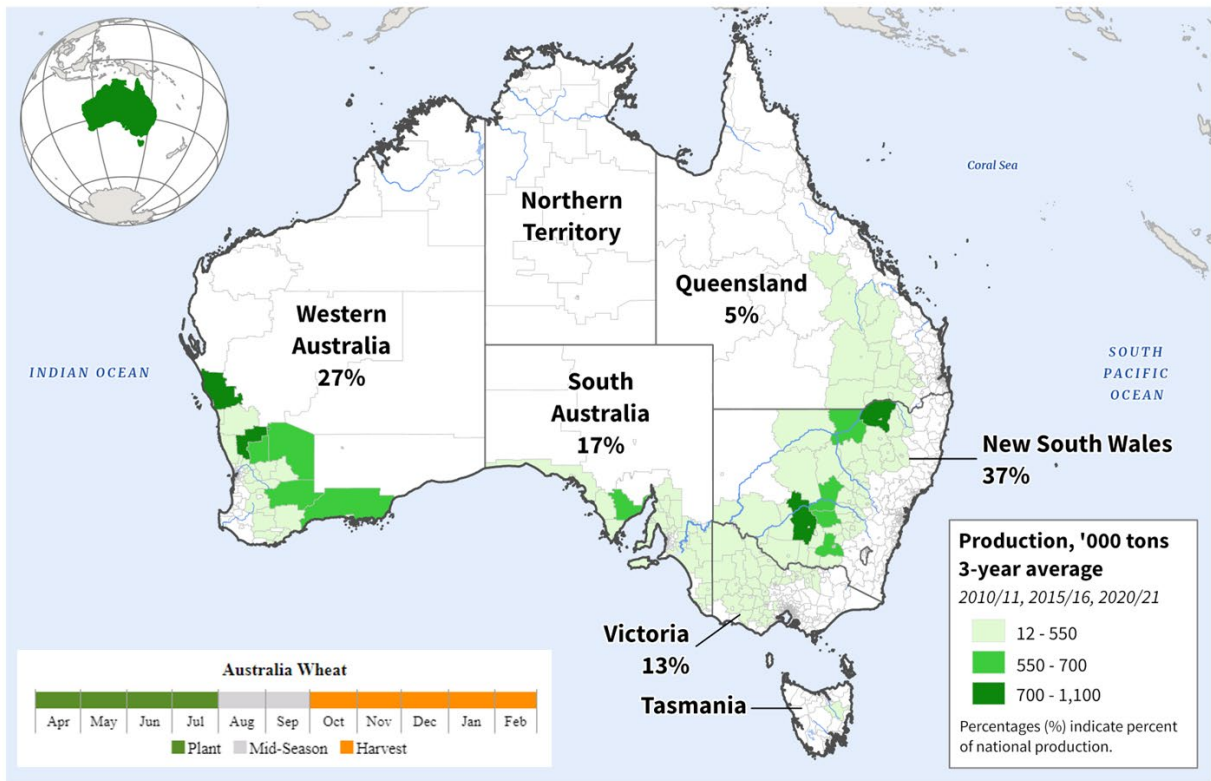 Coral Sea
Northern
Territory
Queensland
5%
Western
Australia
27%
INDIAN OCEAN
SOUTH
PACIFIC
OCEAN
South
Australia
17%
New South Wales
37%
Victoria
13%
Tasmania
Production, '000 tons
3-year average
2010/11, 2015/16, 2020/21
12 - 550
550 - 700
700 - 1,100
Percentages (%) indicate percent
of national production.
Australia Wheat
Apr May Jun Jul Aug Sep Oct Nov Dec Jan Feb
Plant Mid-Season Harvest